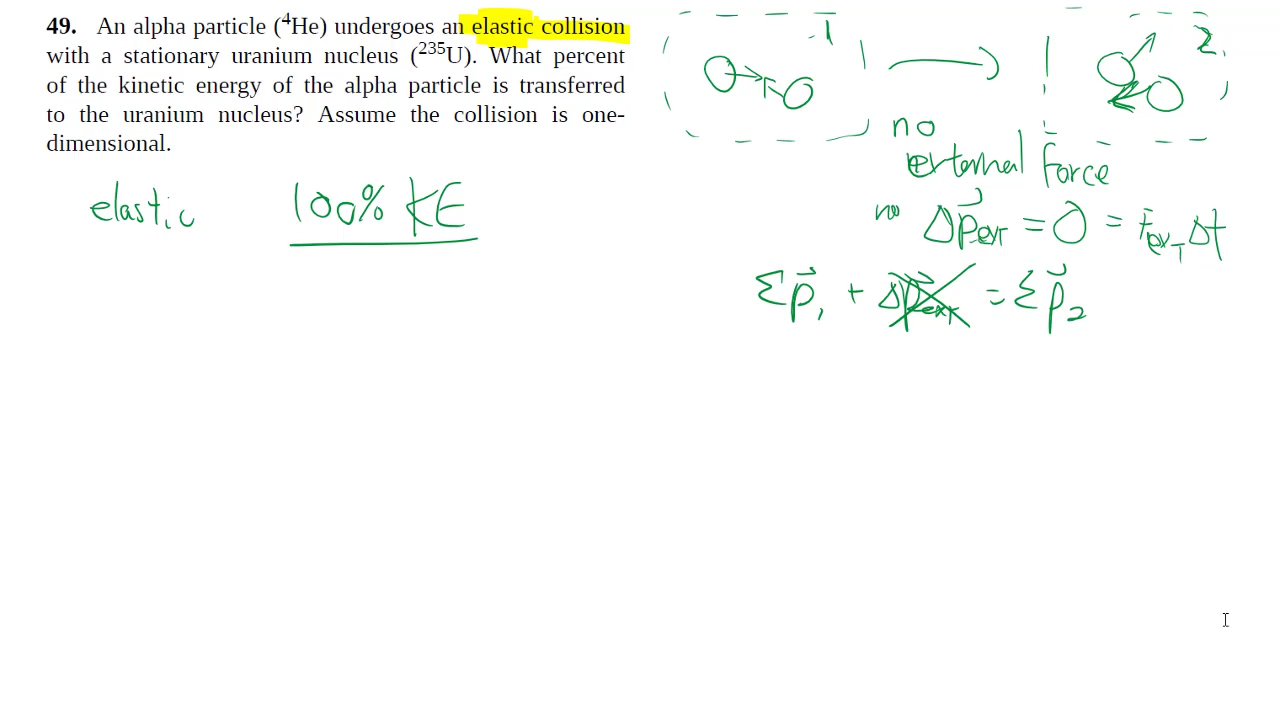 49. An alpha particle (⁴He) undergoes an elastic collision
with a stationary uranium nucleus (²³⁵U). What percent
of the kinetic energy of the alpha particle is transferred
to the uranium nucleus? Assume the collision is one-
dimensional.
elastic 100% KE
1
2
no
external Force
no Δp⃗ₑₓₜ = 0 = Fₑₓₜ Δt
Σp⃗₁ + Δp⃗ₑₓₜ = Σp⃗₂